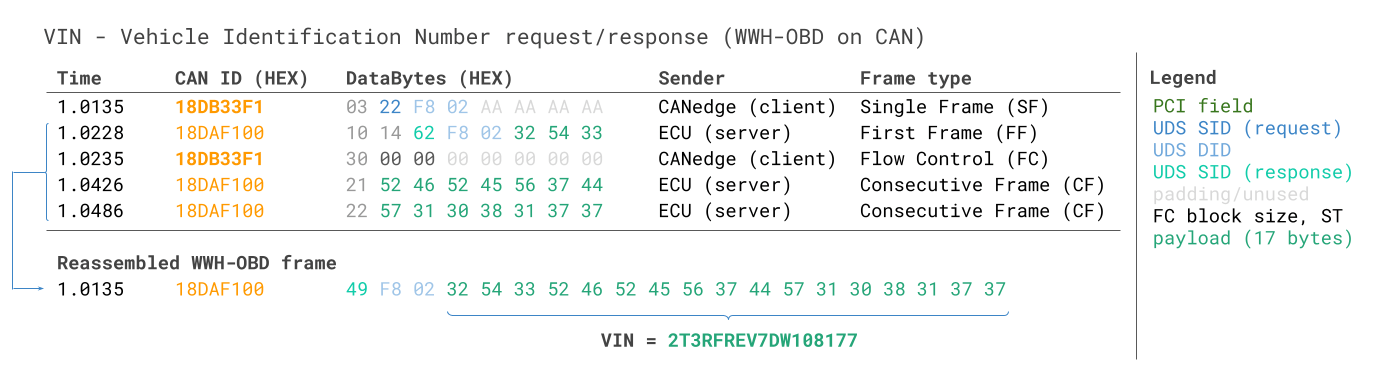 VIN - Vehicle Identification Number request/response (WWH-OBD on CAN)
Time CAN ID (HEX) DataBytes (HEX) Sender Frame type
1.0135 18DB33F1 03 22 F8 02 AA AA AA AA CANedge (client) Single Frame (SF)
1.0228 18DAF100 10 14 62 F8 02 32 54 33 ECU (server) First Frame (FF)
1.0235 18DB33F1 30 00 00 00 00 00 00 00 CANedge (client) Flow Control (FC)
1.0426 18DAF100 21 52 46 52 45 56 37 44 ECU (server) Consecutive Frame (CF)
1.0486 18DAF100 22 57 31 30 38 31 37 37 ECU (server) Consecutive Frame (CF)
Reassembled WWH-OBD frame
1.0135 18DAF100 49 F8 02 32 54 33 52 46 52 45 56 37 44 57 31 30 38 31 37 37
VIN = 2T3RFREV7DW108177
Legend
PCI field
UDS SID (request)
UDS DID
UDS SID (response)
padding/unused
FC block size, ST
payload (17 bytes)